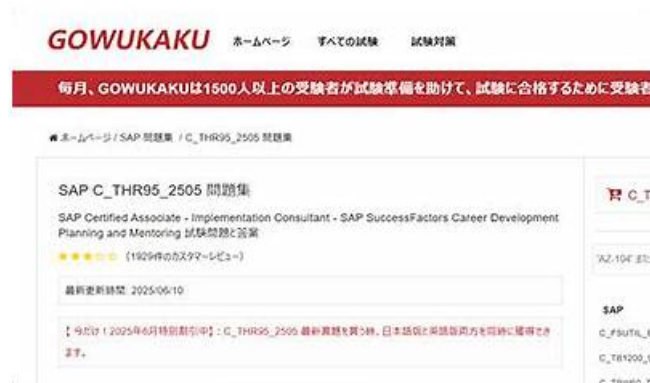 GOWUKAKU ホームページ すべての試験 試験対策
毎月、GOWUKAKUは1500人以上の受験者が試験準備を助けて、試験に合格するために受験者
ホームページ / SAP 問題集 / C_THR95_2505 問題集
SAP C_THR95_2505 問題集
C_T
SAP Certified Associate - Implementation Consultant - SAP SuccessFactors Career Development
Planning and Mentoring 試験問題と答案
(1929件のカスタマーレビュー)
'AZ-104'
最新更新時間: 2025/06/10
SAP
【 今だけ！2025年6月特別割引中】: C_THR95_2505 最新真題を買う時、日本語版と英語版両方を同時に獲得でき
ます。
C_FSUTIL_
C_TB1200_